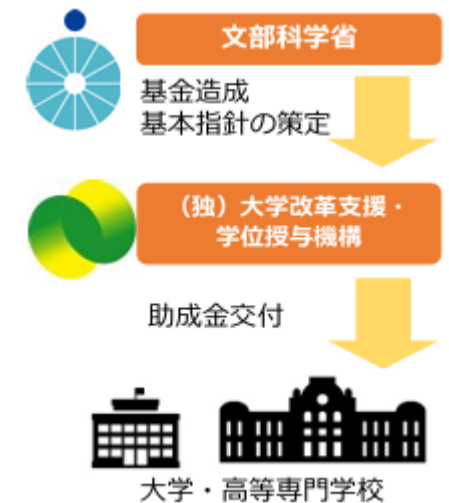 文部科学省
基金造成
基本指針の策定
（独）大学改革支援・
学位授与機構
助成金交付
大学・高等専門学校